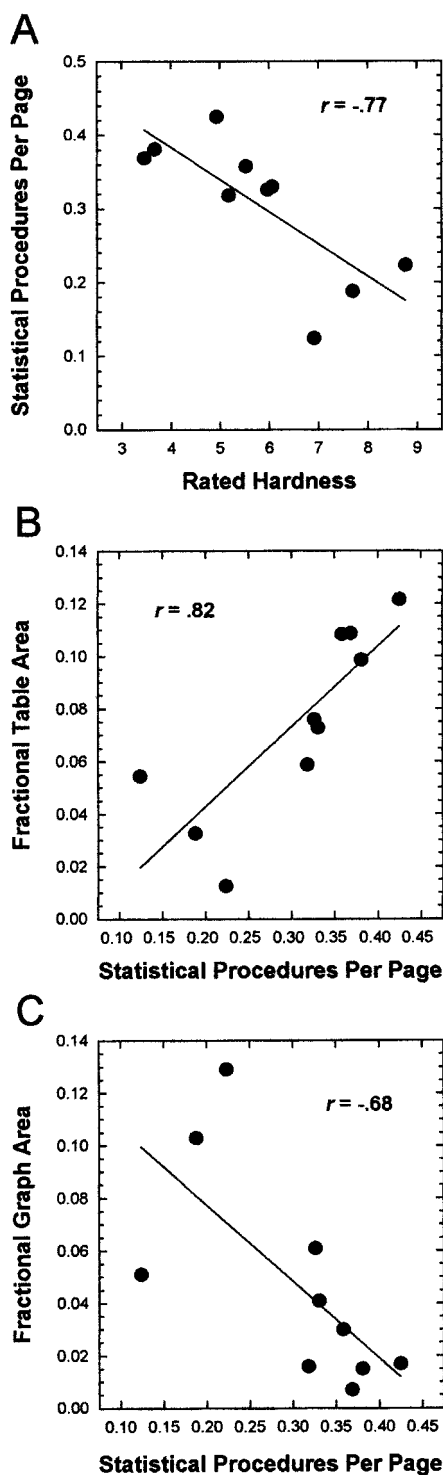 A
Statistical Procedures Per Page
0.5
0.4
0.3
0.2
0.1
0.0
r = -.77
3 4 5 6 7 8 9
Rated Hardness
B
Fractional Table Area
0.14
0.12
0.10
0.08
0.06
0.04
0.02
0.00
r = .82
0.10 0.15 0.20 0.25 0.30 0.35 0.40 0.45
Statistical Procedures Per Page
C
Fractional Graph Area
0.14
0.12
0.10
0.08
0.06
0.04
0.02
0.00
r = -.68
0.10 0.15 0.20 0.25 0.30 0.35 0.40 0.45
Statistical Procedures Per Page